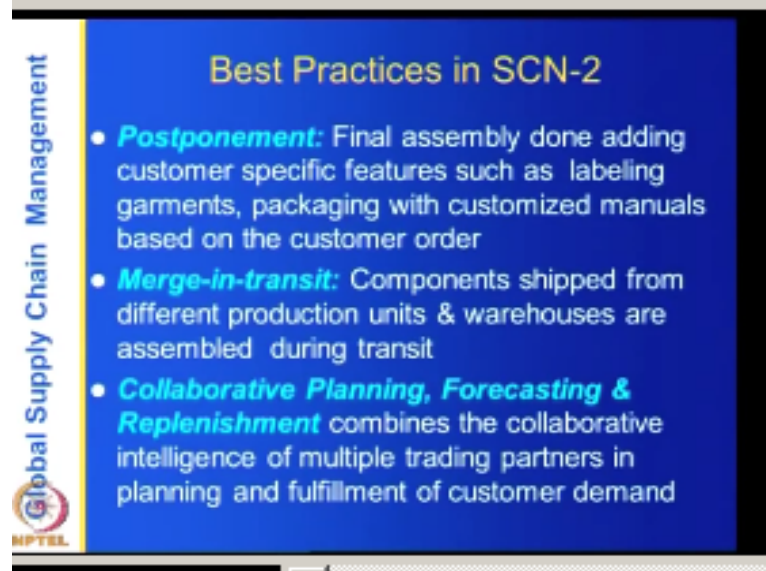 Best Practices in SCN-2
Postponement: Final assembly done adding
customer specific features such as labeling
garments, packaging with customized manuals
based on the customer order
Merge-in-transit: Components shipped from
different production units & warehouses are
assembled during transit
Collaborative Planning, Forecasting &
Replenishment combines the collaborative
intelligence of multiple trading partners in
planning and fulfillment of customer demand
Global Supply Chain Management
NPTEL